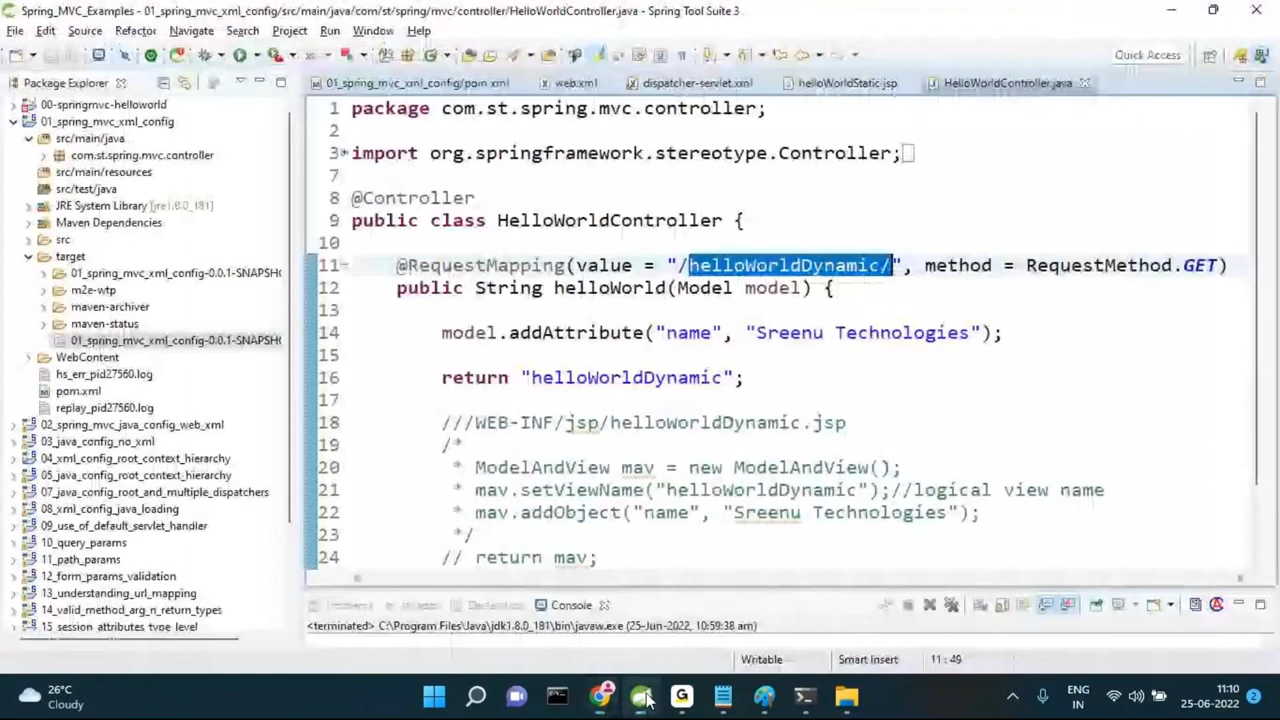 Spring_MVC_Examples - 01_spring_mvc_xml_config/src/main/java/com/st/spring/mvc/controller/HelloWorldController.java - Spring Tool Suite 3
File Edit Source Refactor Navigate Search Project Run Window Help
Quick Access
Package Explorer
01_spring_mvc_xml_config/pom.xml
web.xml
dispatcher-servlet.xml
helloWorldStatic.jsp
HelloWorldController.java
00-springmvc-helloworld
01_spring_mvc_xml_config
src/main/java
com.st.spring.mvc.controller
src/main/resources
src/test/java
JRE System Library [jre1.8.0_181]
Maven Dependencies
src
target
01_spring_mvc_xml_config-0.0.1-SNAPSH
m2e-wtp
maven-archiver
maven-status
01_spring_mvc_xml_config-0.0.1-SNAPSH
WebContent
hs_err_pid27560.log
pom.xml
replay_pid27560.log
02_spring_mvc_java_config_web_xml
03_java_config_no_xml
04_xml_config_root_context_hierarchy
05_java_config_root_context_hierarchy
07_java_config_root_and_multiple_dispatchers
08_xml_config_java_loading
09_use_of_default_servlet_handler
10_query_params
11_path_params
12_form_params_validation
13_understanding_url_mapping
14_valid_method_arg_n_return_types
15_session_attributes_type_level
1 package com.st.spring.mvc.controller;
2
3 import org.springframework.stereotype.Controller;
7
8 @Controller
9 public class HelloWorldController {
10
11 @RequestMapping(value = "/helloWorldDynamic/", method = RequestMethod.GET)
12 public String helloWorld(Model model) {
13
14 model.addAttribute("name", "Sreenu Technologies");
15
16 return "helloWorldDynamic";
17
18 ///WEB-INF/jsp/helloWorldDynamic.jsp
19 /*
20 * ModelAndView mav = new ModelAndView();
21 * mav.setViewName("helloWorldDynamic");//logical view name
22 * mav.addObject("name", "Sreenu Technologies");
23 */
24 // return mav;
Console
<terminated> C:\Program Files\Java\jdk1.8.0_181\bin\javaw.exe (25-Jun-2022, 10:59:38 am)
Writable Smart Insert 11 : 49
26°C
Cloudy
ENG
IN
11:10
25-06-2022
2